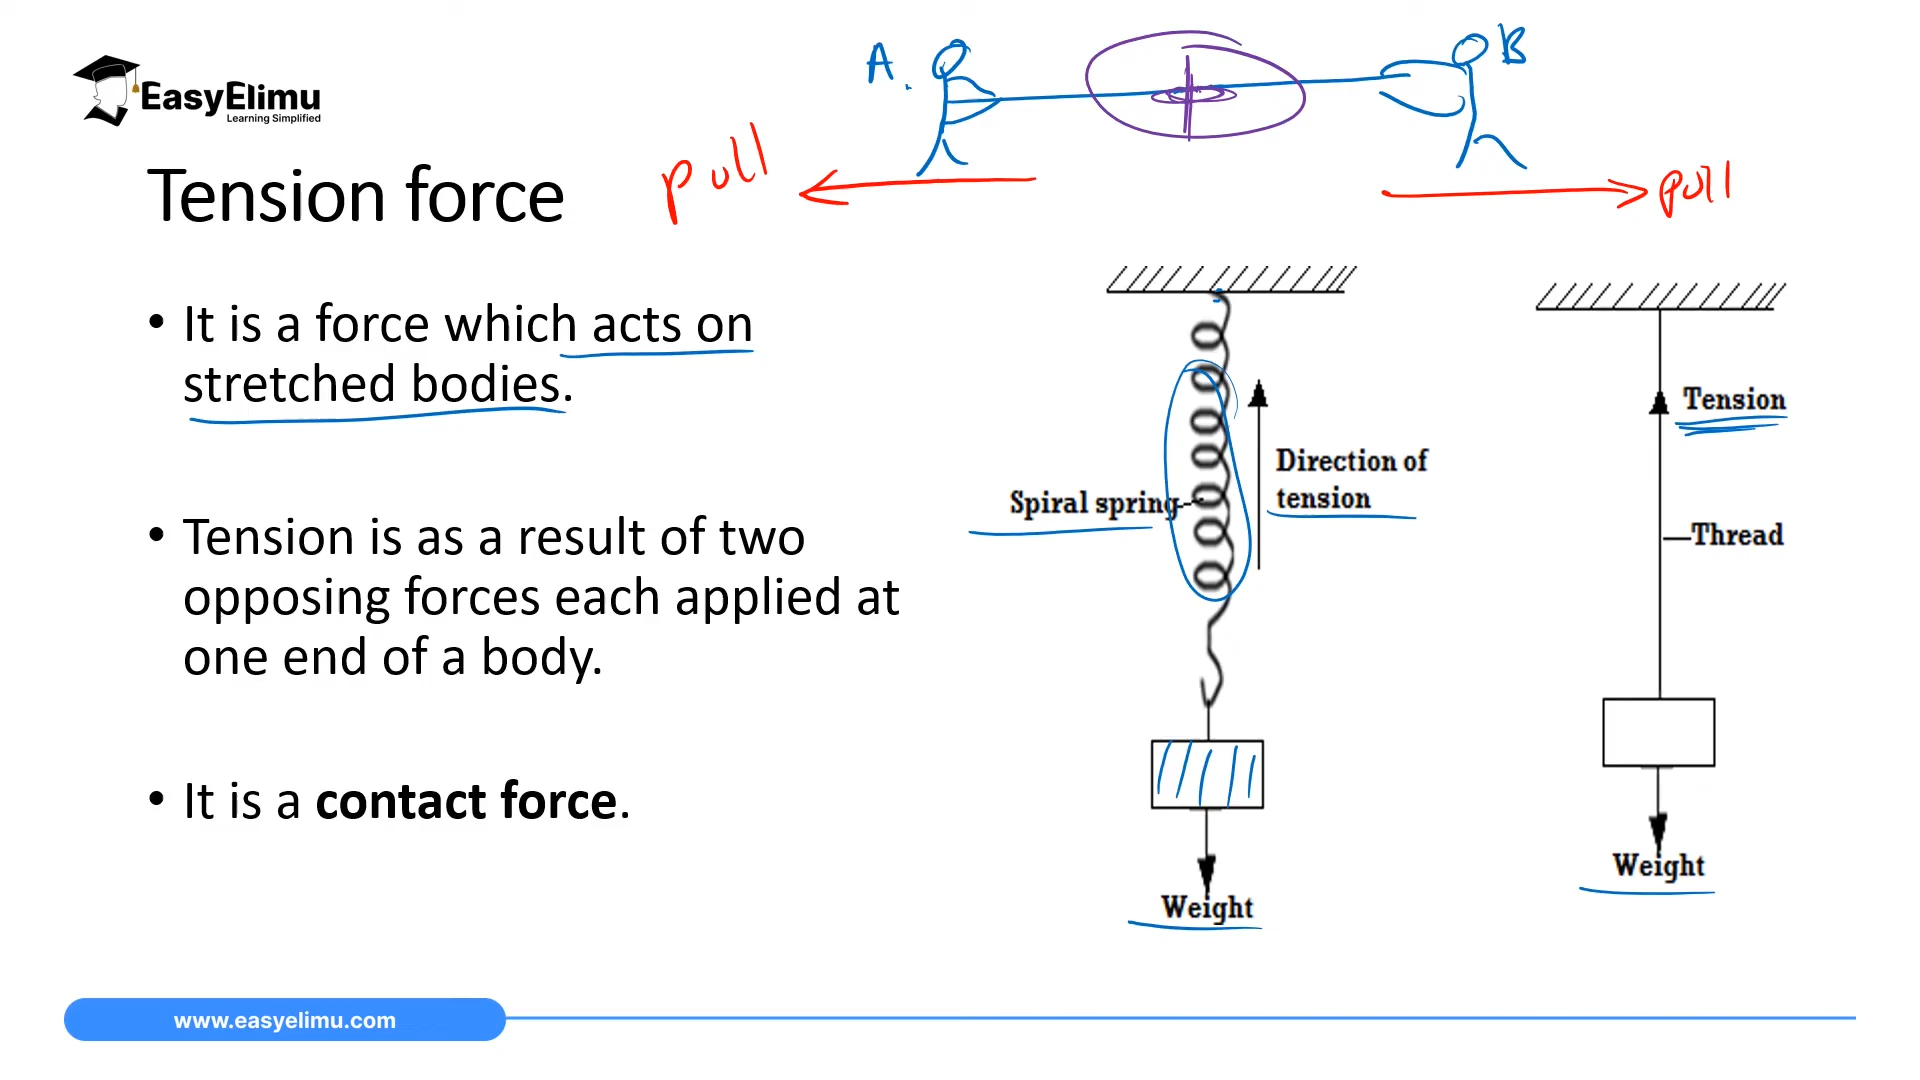 A.
B
EasyElimu
Learning Simplified
pull
pull
Tension force
• It is a force which acts on
stretched bodies.
• Tension is as a result of two
opposing forces each applied at
one end of a body.
• It is a contact force.
Direction of
tension
Spiral spring
Weight
Tension
Thread
Weight
www.easyelimu.com